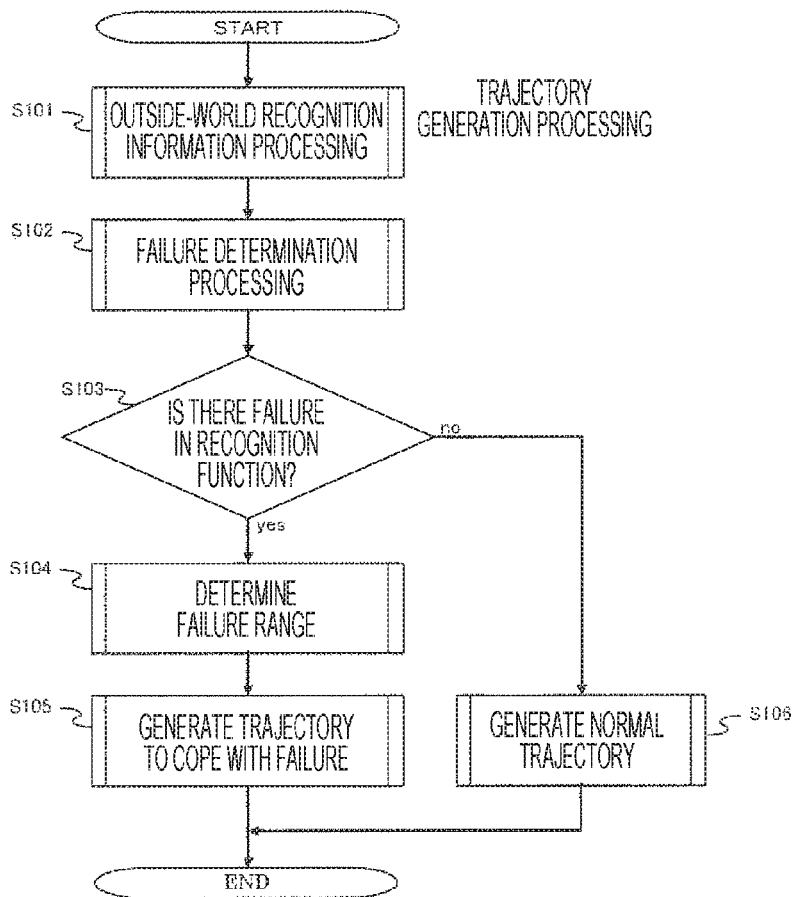 START
S101
OUTSIDE-WORLD RECOGNITION
INFORMATION PROCESSING
TRAJECTORY
GENERATION PROCESSING
S102
FAILURE DETERMINATION
PROCESSING
S103
IS THERE FAILURE
IN RECOGNITION
FUNCTION?
no
yes
S104
DETERMINE
FAILURE RANGE
S105
GENERATE TRAJECTORY
TO COPE WITH FAILURE
GENERATE NORMAL
TRAJECTORY
S106
END